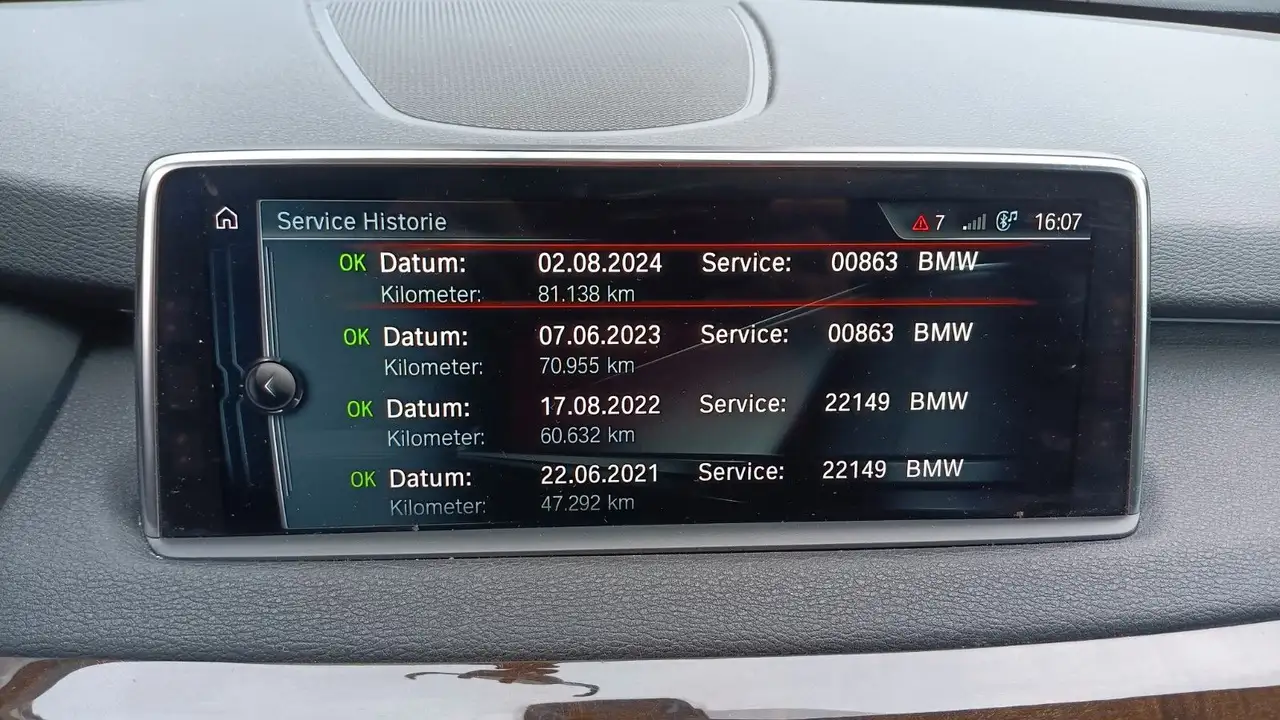 Service Historie 7 16:07
OK Datum: 02.08.2024 Service: 00863 BMW
Kilometer: 81.138 km
OK Datum: 07.06.2023 Service: 00863 BMW
Kilometer: 70.955 km
OK Datum: 17.08.2022 Service: 22149 BMW
Kilometer: 60.632 km
OK Datum: 22.06.2021 Service: 22149 BMW
Kilometer: 47.292 km